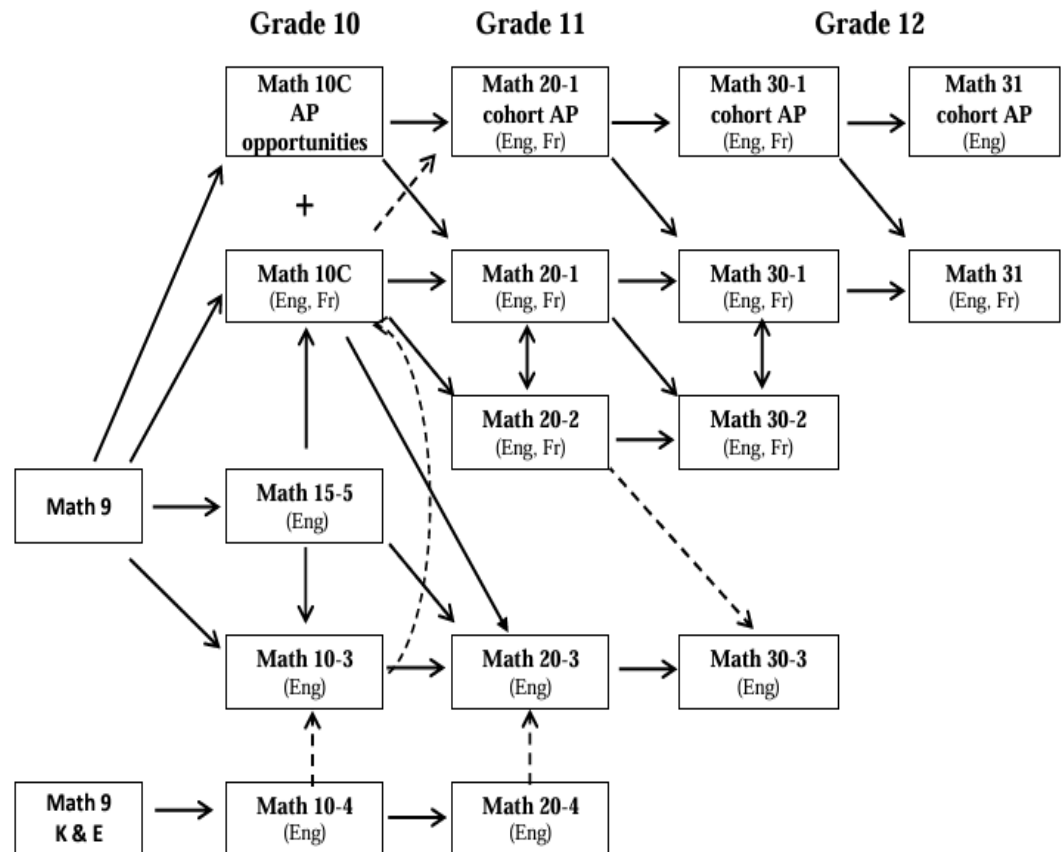 Grade 10
Grade 11
Grade 12
Math 10C
AP
opportunities
Math 20-1
cohort AP
(Eng, Fr)
Math 30-1
cohort AP
(Eng, Fr)
Math 31
cohort AP
(Eng)
+
Math 10C
(Eng, Fr)
Math 20-1
(Eng, Fr)
Math 30-1
(Eng, Fr)
Math 31
(Eng, Fr)
Math 20-2
(Eng, Fr)
Math 30-2
(Eng, Fr)
Math 9
Math 15-5
(Eng)
Math 10-3
(Eng)
Math 20-3
(Eng)
Math 30-3
(Eng)
Math 9
K & E
Math 10-4
(Eng)
Math 20-4
(Eng)